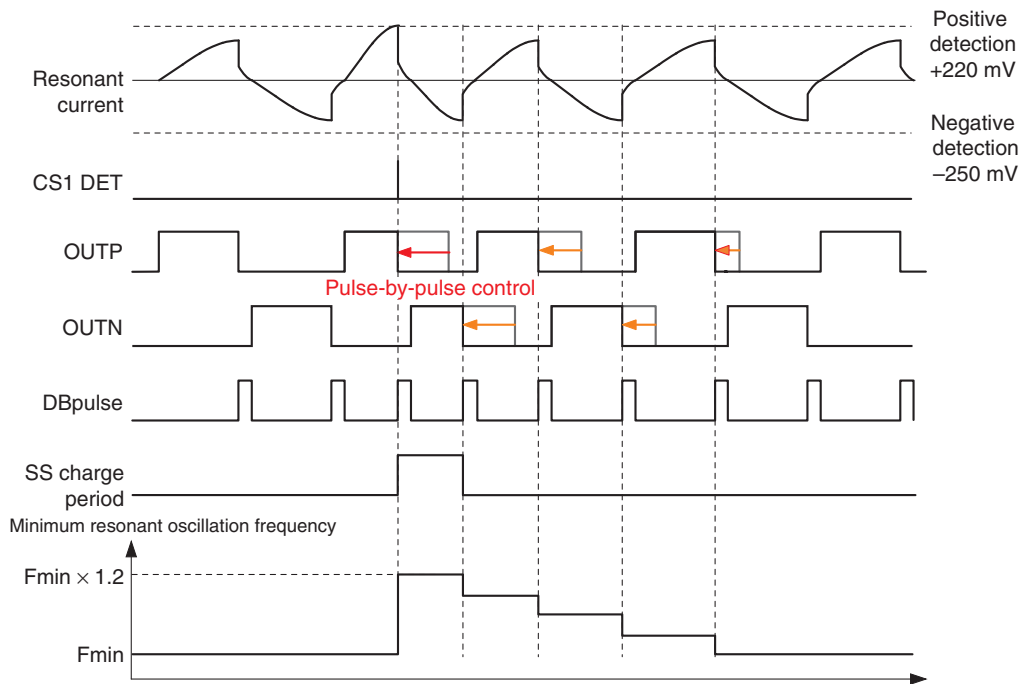 Positive
detection
+220 mV
Resonant
current
Negative
detection
–250 mV
CS1 DET
OUTP
Pulse-by-pulse control
OUTN
DBpulse
SS charge
period
Minimum resonant oscillation frequency
Fmin × 1.2
Fmin